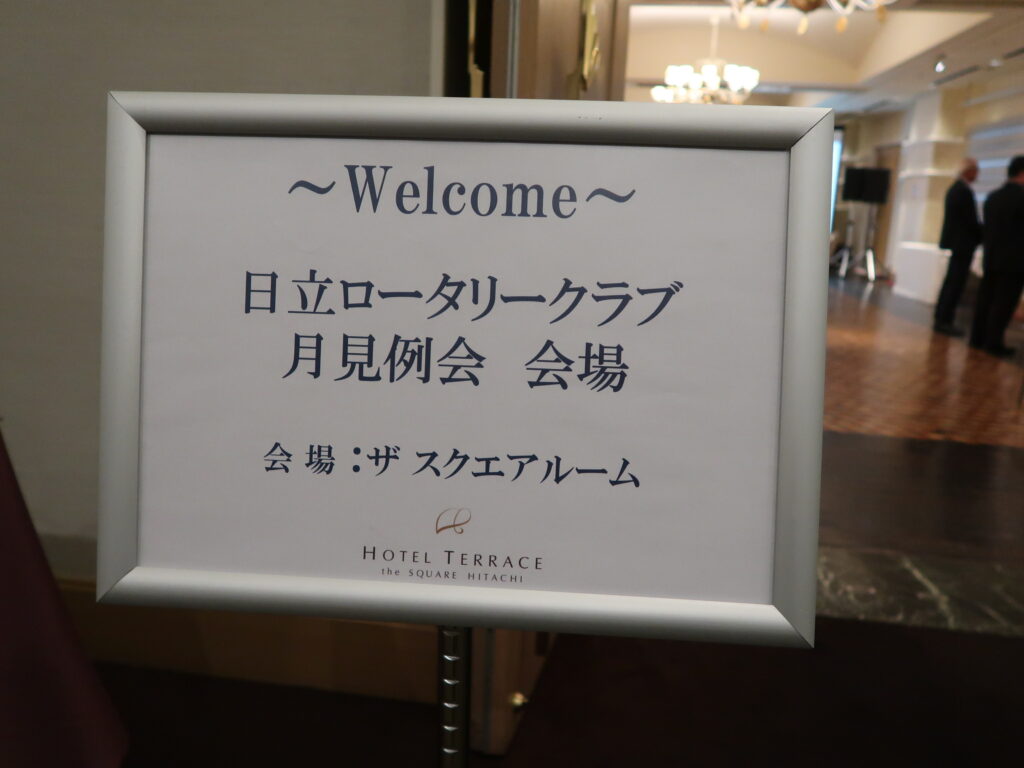 ～Welcome～
日立ロータリークラブ
月見例会　会場
会場：ザ スクエアルーム
HOTEL TERRACE
the SQUARE HITACHI